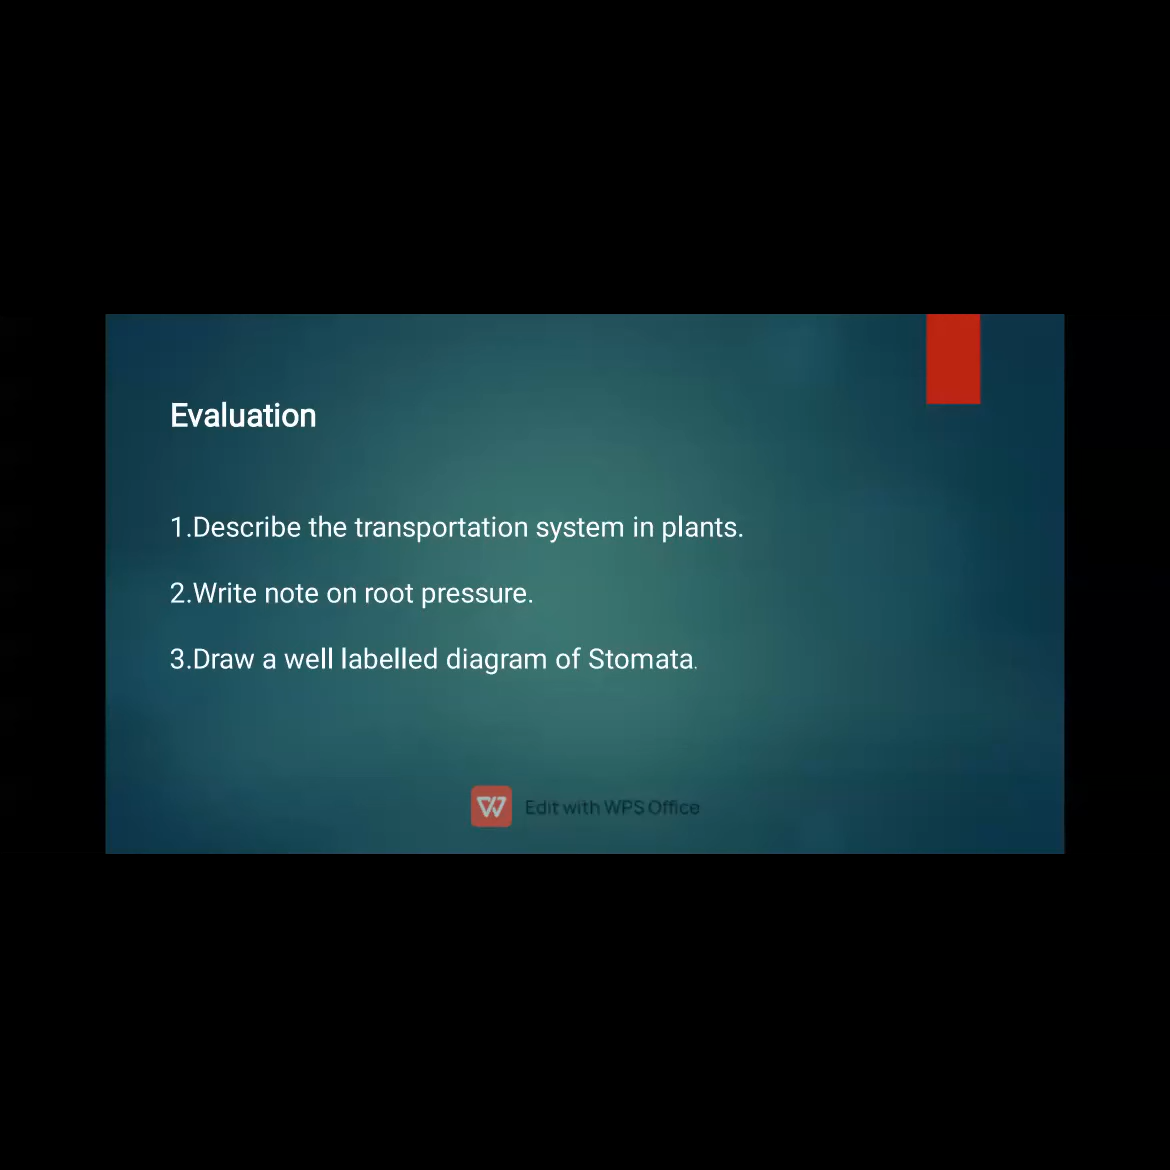 Evaluation
1.Describe the transportation system in plants.
2.Write note on root pressure.
3.Draw a well labelled diagram of Stomata.
Edit with WPS Office